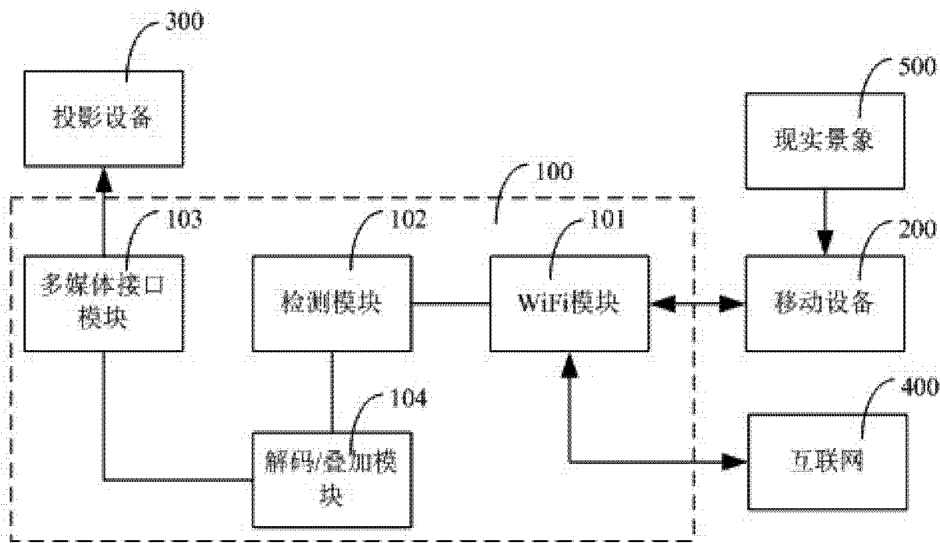 300
投影设备
500
现实景象
100
103
多媒体接口
模块
102
检测模块
101
WiFi模块
200
移动设备
104
解码/叠加模
块
400
互联网